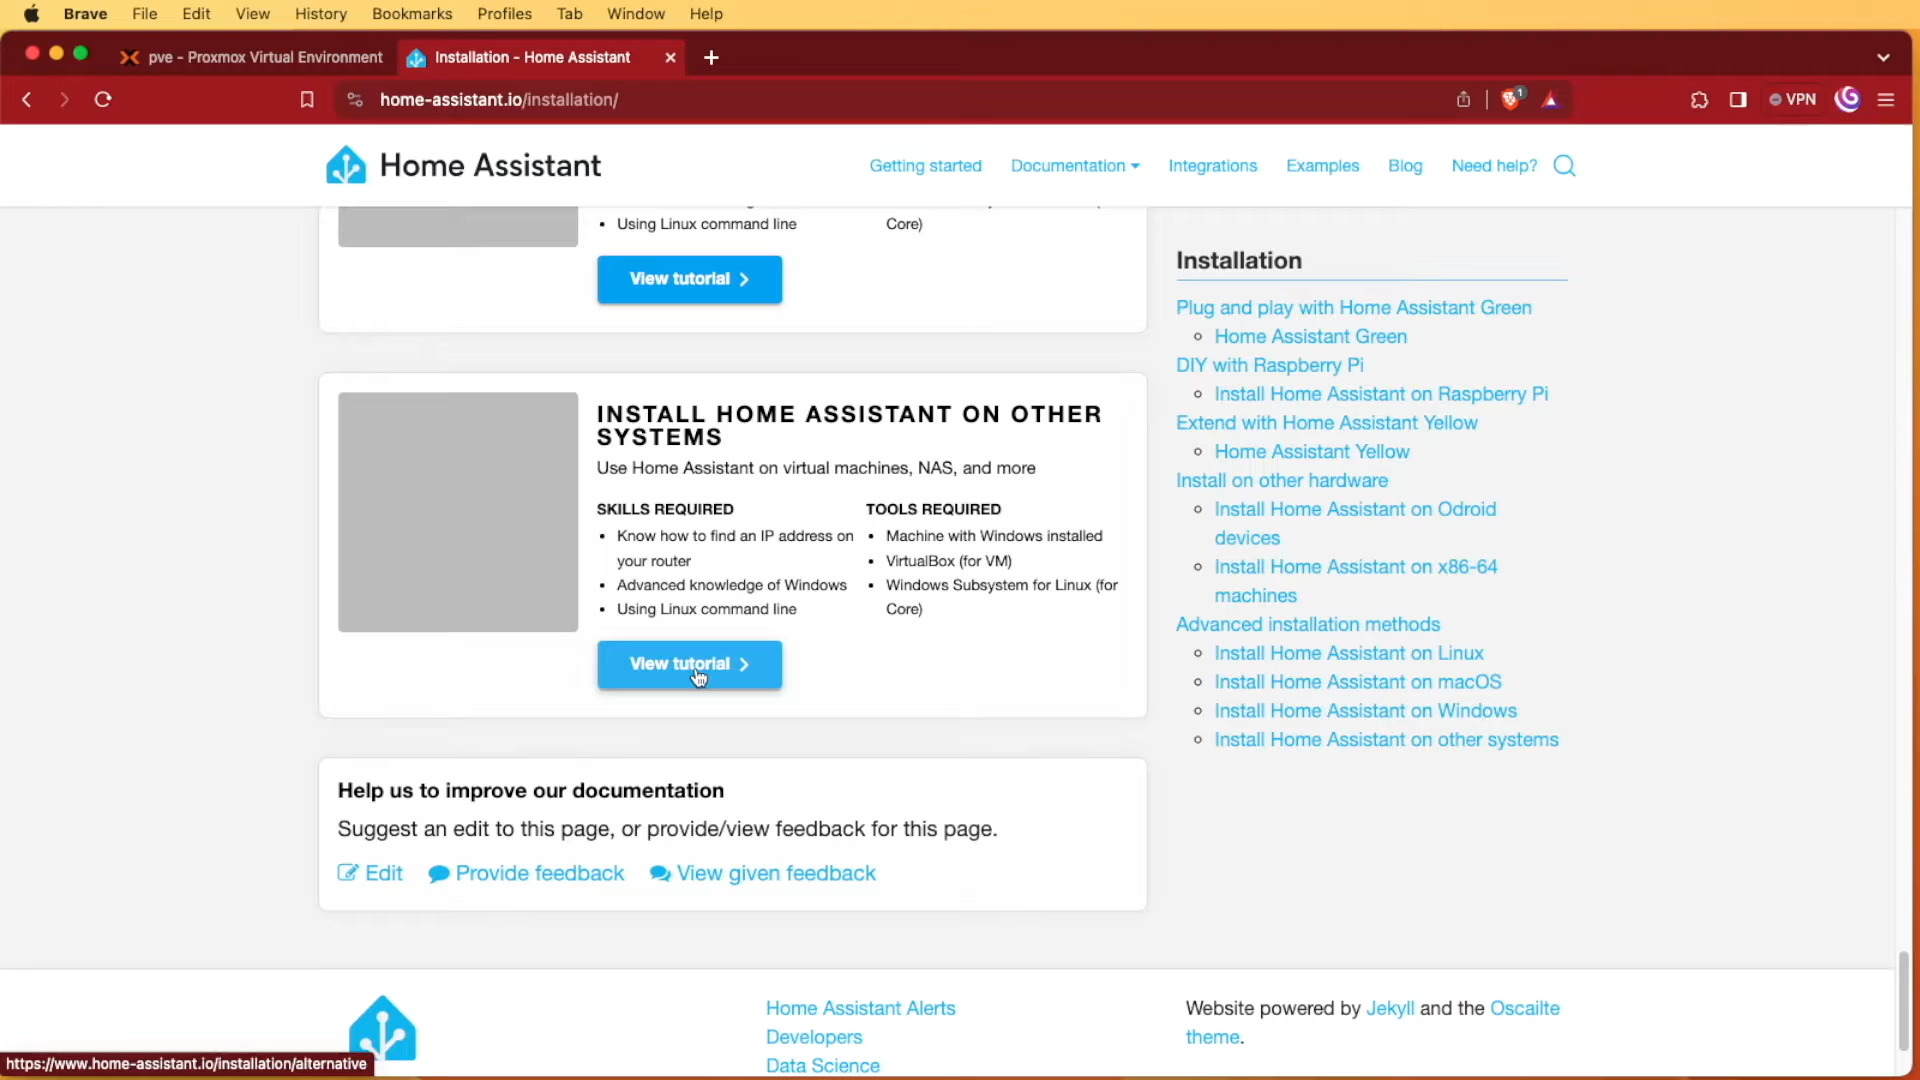 Brave File Edit View History Bookmarks Profiles Tab Window Help
pve - Proxmox Virtual Environment
Installation - Home Assistant
home-assistant.io/installation/
1
VPN
Home Assistant
Getting started
Documentation
Integrations
Examples
Blog
Need help?
• Using Linux command line
Core)
View tutorial
INSTALL HOME ASSISTANT ON OTHER
SYSTEMS
Use Home Assistant on virtual machines, NAS, and more
SKILLS REQUIRED
• Know how to find an IP address on
your router
• Advanced knowledge of Windows
• Using Linux command line
TOOLS REQUIRED
• Machine with Windows installed
• VirtualBox (for VM)
• Windows Subsystem for Linux (for
Core)
View tutorial
Help us to improve our documentation
Suggest an edit to this page, or provide/view feedback for this page.
Edit
Provide feedback
View given feedback
Installation
Plug and play with Home Assistant Green
Home Assistant Green
DIY with Raspberry Pi
Install Home Assistant on Raspberry Pi
Extend with Home Assistant Yellow
Home Assistant Yellow
Install on other hardware
Install Home Assistant on Odroid
devices
Install Home Assistant on x86-64
machines
Advanced installation methods
Install Home Assistant on Linux
Install Home Assistant on macOS
Install Home Assistant on Windows
Install Home Assistant on other systems
Home Assistant Alerts
Developers
Data Science
Website powered by Jekyll and the Oscailte
theme.
https://www.home-assistant.io/installation/alternative